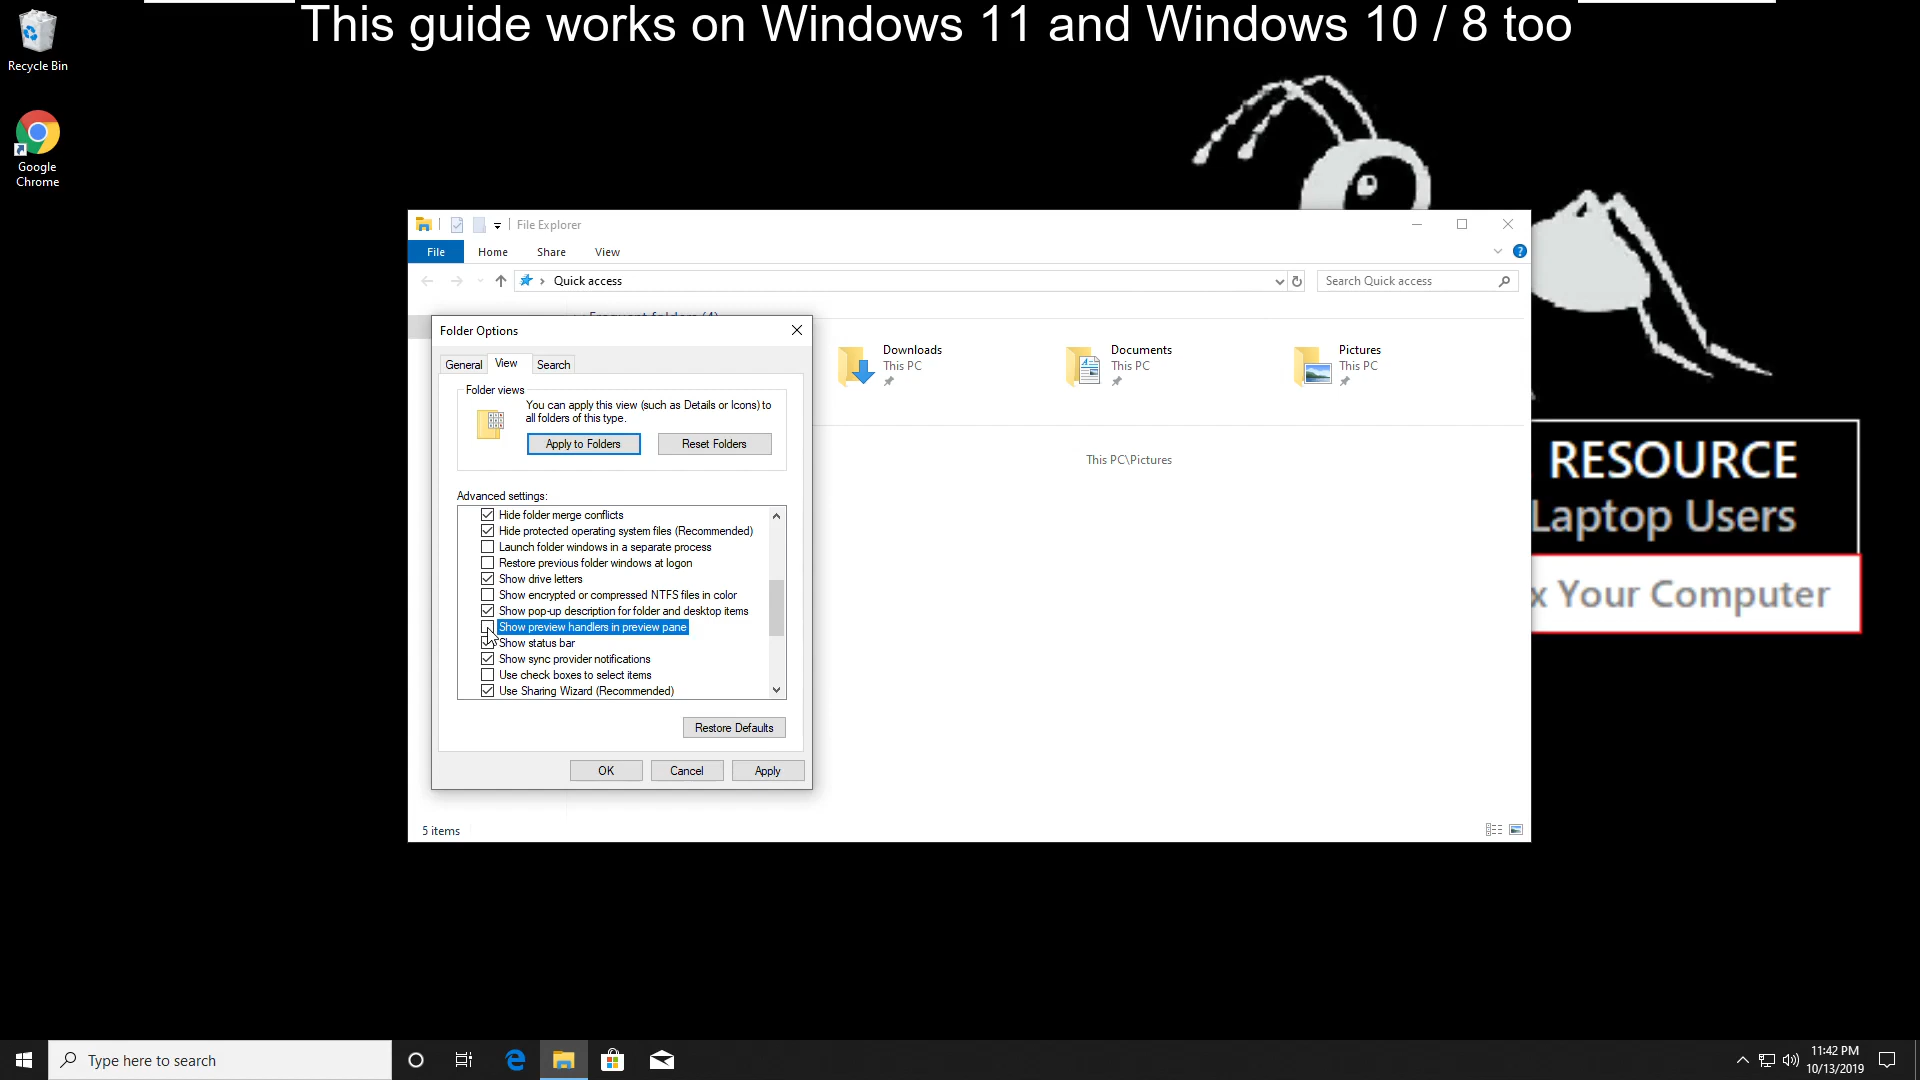 This guide works on Windows 11 and Windows 10 / 8 too
Recycle Bin
Google
Chrome
File Explorer
File
Home
Share
View
Quick access
Search Quick access
Folder Options
General
View
Search
Folder views
You can apply this view (such as Details or Icons) to
all folders of this type.
Apply to Folders
Reset Folders
Advanced settings:
Hide folder merge conflicts
Hide protected operating system files (Recommended)
Launch folder windows in a separate process
Restore previous folder windows at logon
Show drive letters
Show encrypted or compressed NTFS files in color
Show pop-up description for folder and desktop items
Show preview handlers in preview pane
Show status bar
Show sync provider notifications
Use check boxes to select items
Use Sharing Wizard (Recommended)
Restore Defaults
OK
Cancel
Apply
Downloads
This PC
Documents
This PC
Pictures
This PC
This PC\Pictures
5 items
RESOURCE
Laptop Users
x Your Computer
Type here to search
11:42 PM
10/13/2019